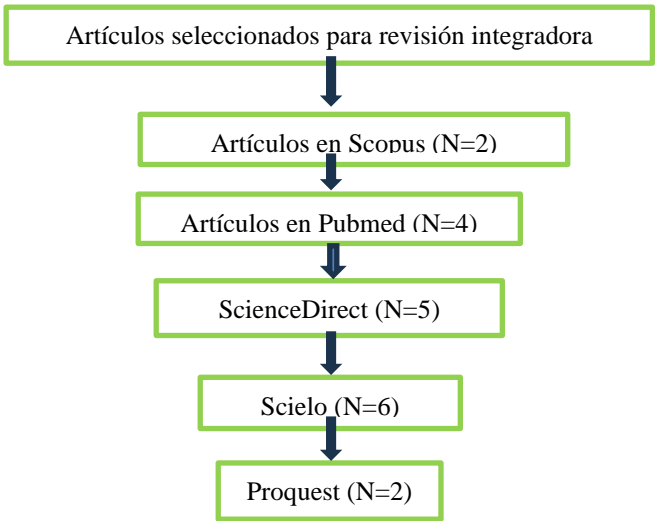 Artículos seleccionados para revisión integradora
Artículos en Scopus (N=2)
Artículos en Pubmed (N=4)
ScienceDirect (N=5)
Scielo (N=6)
Proquest (N=2)